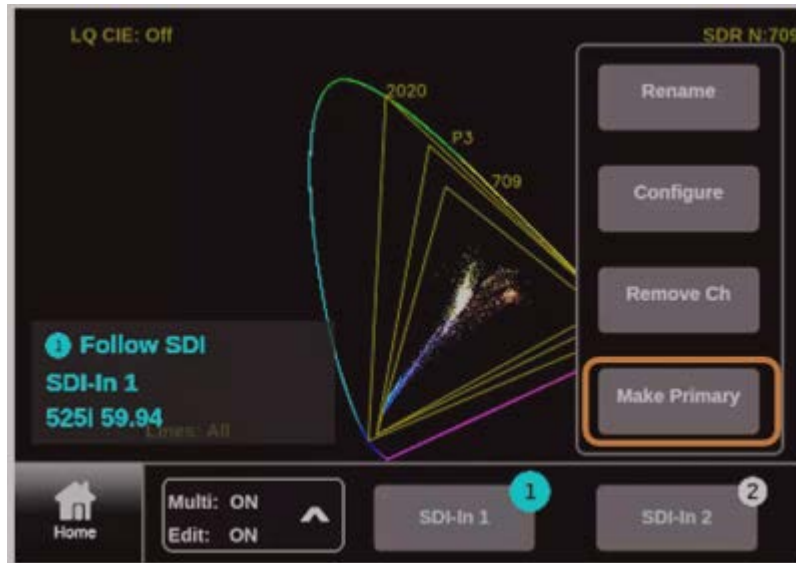 LQ CIE: Off
SDR N:709
2020
P3
709
Rename
Configure
Remove Ch
Make Primary
1 Follow SDI
SDI-In 1
525I 59.94
Lines: All
Home
Multi: ON
Edit: ON
SDI-In 1
1
SDI-In 2
2